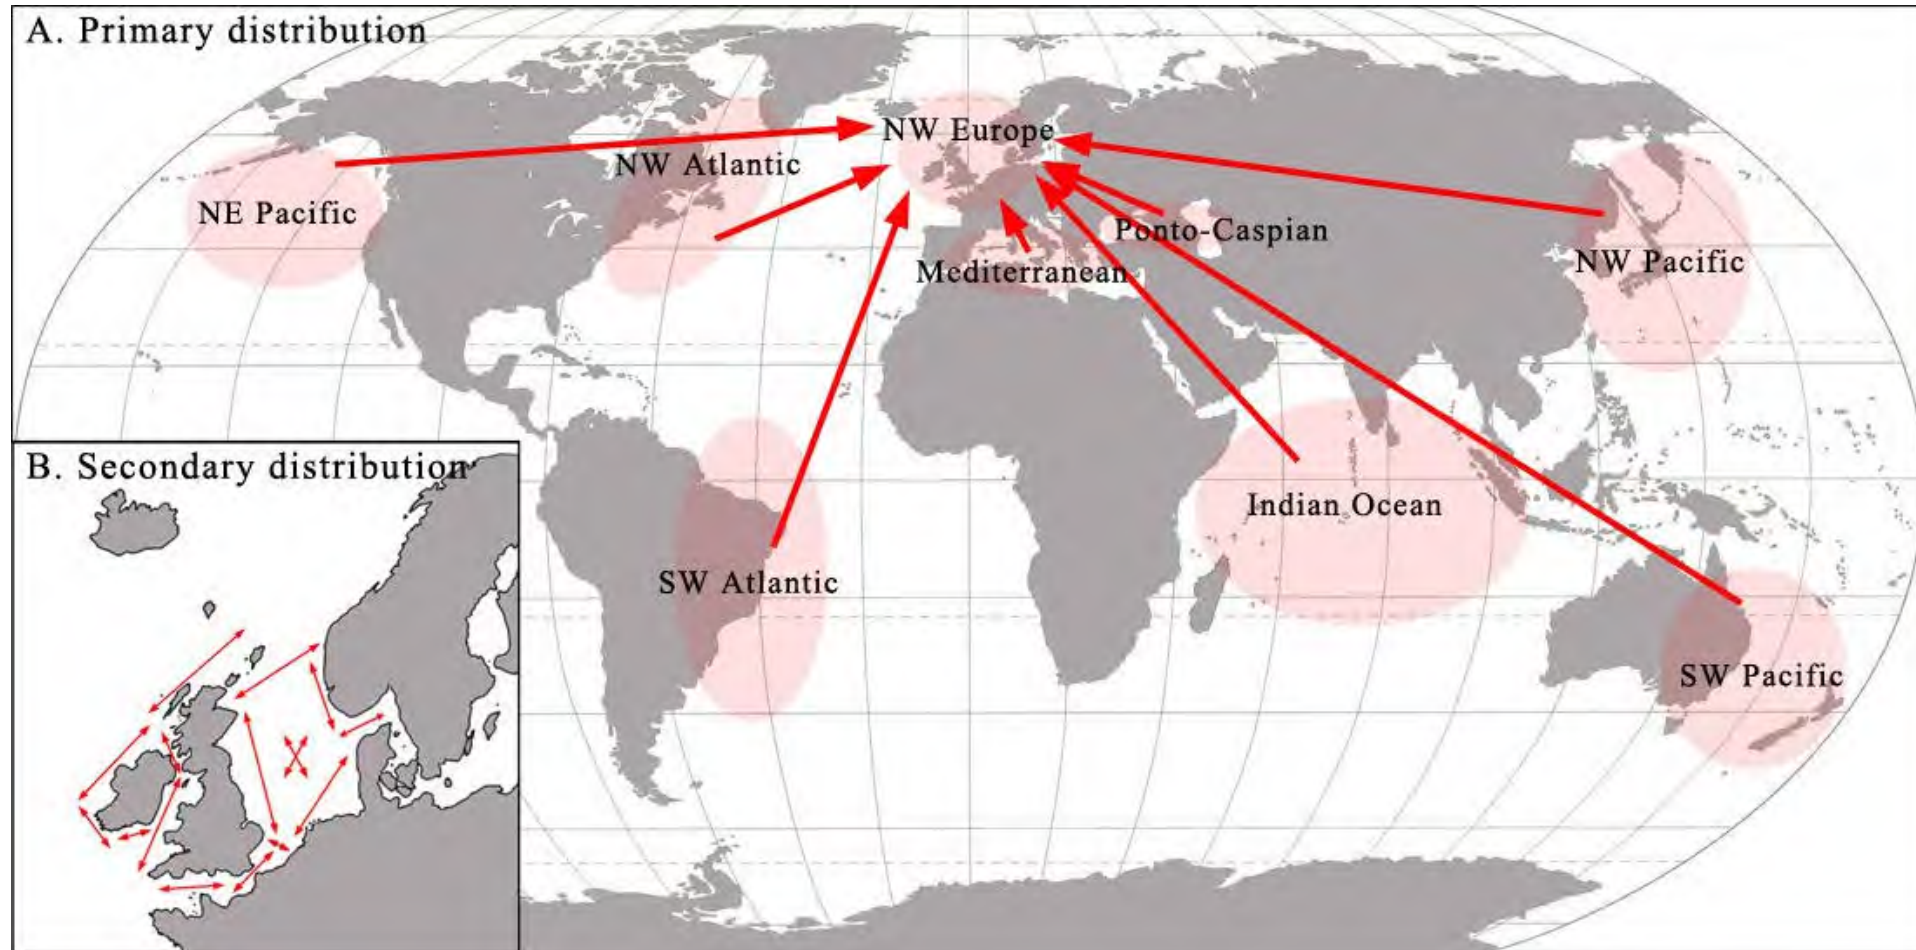 A. Primary distribution
NW Europe
NW Atlantic
NE Pacific
Ponto-Caspian
Mediterranean
NW Pacific
B. Secondary distribution
Indian Ocean
SW Atlantic
SW Pacific